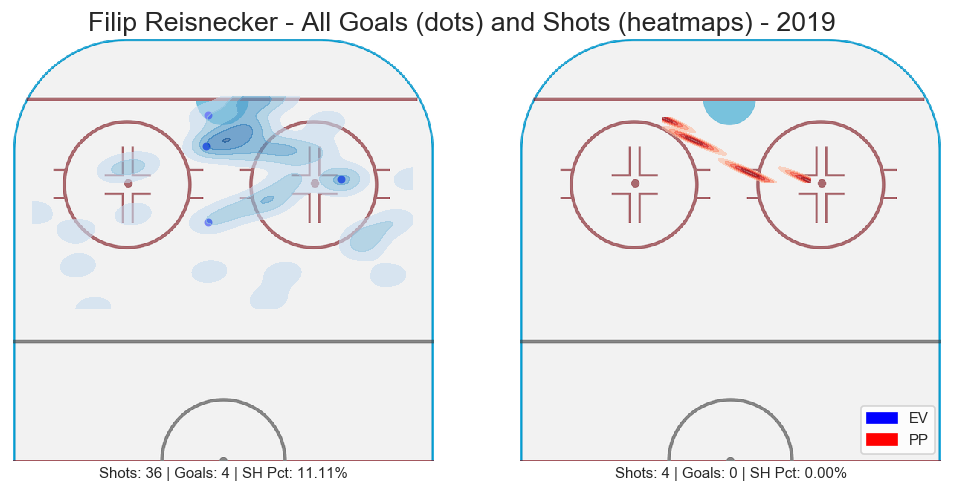 Filip Reisnecker - All Goals (dots) and Shots (heatmaps) - 2019
EV
PP
Shots: 36 | Goals: 4 | SH Pct: 11.11%
Shots: 4 | Goals: 0 | SH Pct: 0.00%